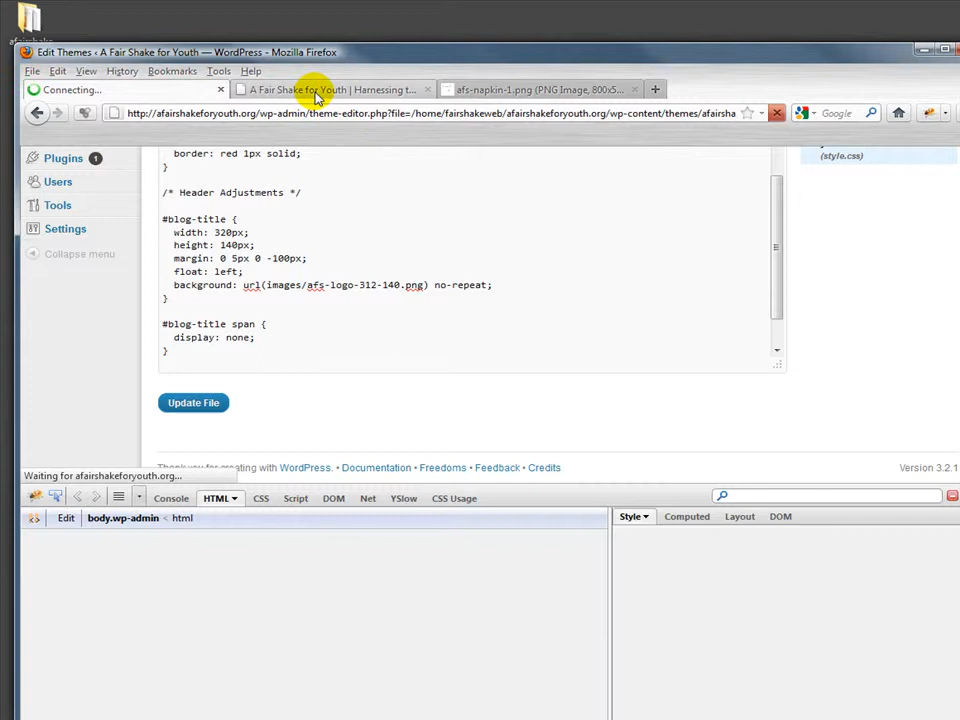 afairshake...
Edit Themes ‹ A Fair Shake for Youth — WordPress - Mozilla Firefox
File Edit View History Bookmarks Tools Help
Connecting...
A Fair Shake for Youth | Harnessing t...
afs-napkin-1.png (PNG Image, 800x5...
http://afairshakeforyouth.org/wp-admin/theme-editor.php?file=/home/fairshakeweb/afairshakeforyouth.org/wp-content/themes/afairsha
Google
Plugins 1
Users
Tools
Settings
Collapse menu
border: red 1px solid;
}
/* Header Adjustments */
#blog-title {
width: 320px;
height: 140px;
margin: 0 5px 0 -100px;
float: left;
background: url(images/afs-logo-312-140.png) no-repeat;
}
#blog-title span {
display: none;
}
(style.css)
Update File
Thank you for creating with WordPress. • Documentation • Freedoms • Feedback • Credits
Version 3.2.1
Waiting for afairshakeforyouth.org...
Console HTML CSS Script DOM Net YSlow CSS Usage
Edit body.wp-admin < html
Style Computed Layout DOM